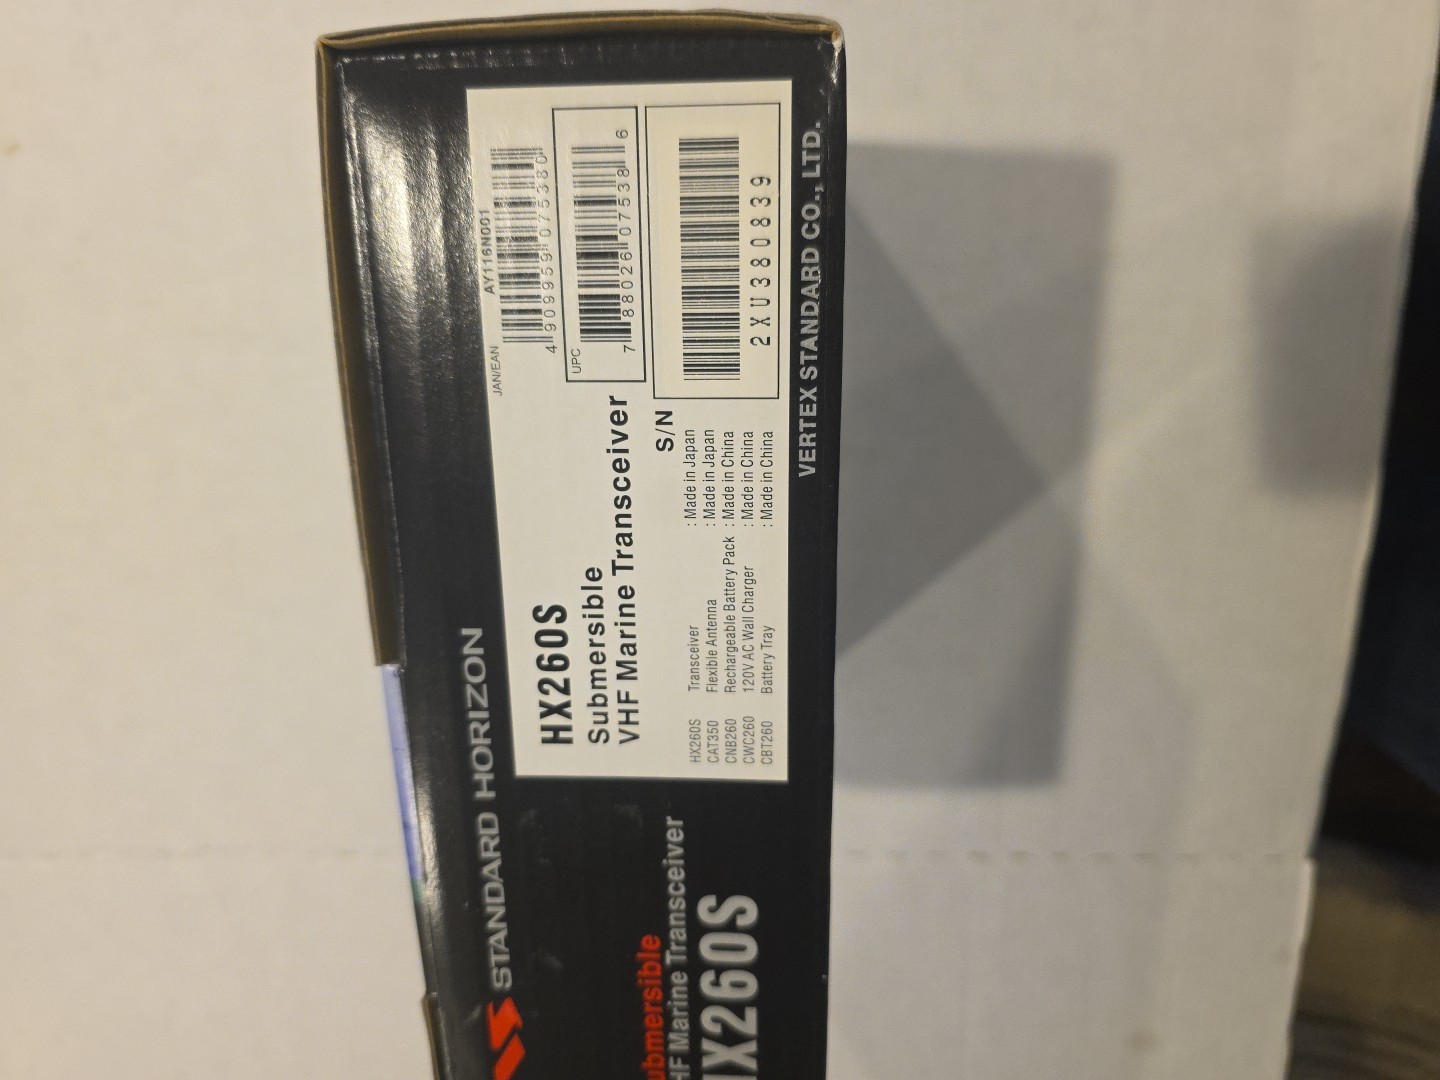 STANDARD HORIZON
HX260S
Submersible
VHF Marine Transceiver
JAN/EAN
AY116N001
4 909959 075380
UPC
7 88026 07538 6
S/N
2XU380839
HX260S Transceiver : Made in Japan
CAT350 Flexible Antenna : Made in Japan
CNB260 Rechargeable Battery Pack : Made in China
CWC260 120V AC Wall Charger : Made in China
CBT260 Battery Tray : Made in China
VERTEX STANDARD CO., LTD.
ubmersible
HF Marine Transceiver
HX260S